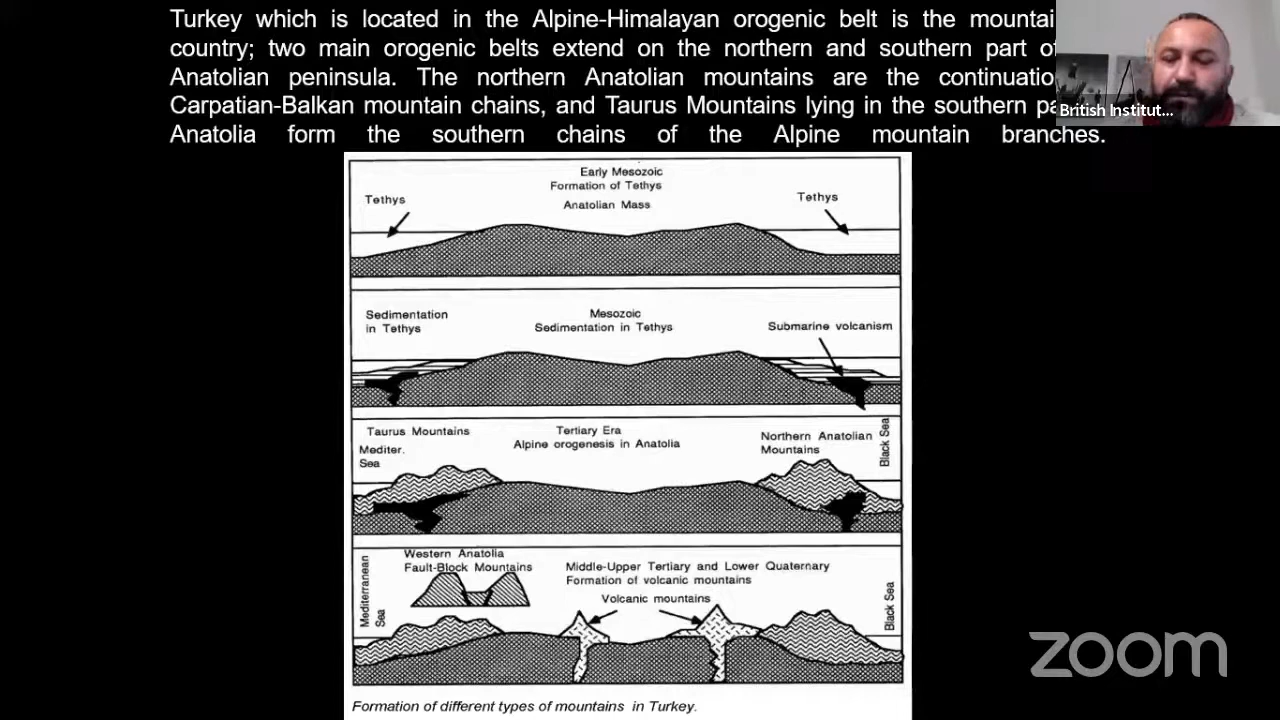 Turkey which is located in the Alpine-Himalayan orogenic belt is the
country; two main orogenic belts extend on the northern and southern part
Anatolian peninsula. The northern Anatolian mountains are the
Carpatian-Balkan mountain chains, and Taurus Mountains lying in the southern
Anatolia form the southern chains of the Alpine mountain branches.
British Institut...
Early Mesozoic
Formation of Tethys
Tethys
Anatolian Mass
Tethys
Sedimentation
in Tethys
Mesozoic
Sedimentation in Tethys
Submarine volcanism
Taurus Mountains
Mediter.
Sea
Tertiary Era
Alpine orogenesis in Anatolia
Northern Anatolian
Mountains
Black Sea
Mediterranean
Sea
Western Anatolia
Fault-Block Mountains
Middle-Upper Tertiary and Lower Quaternary
Formation of volcanic mountains
Volcanic mountains
Black Sea
zoom
Formation of different types of mountains in Turkey.